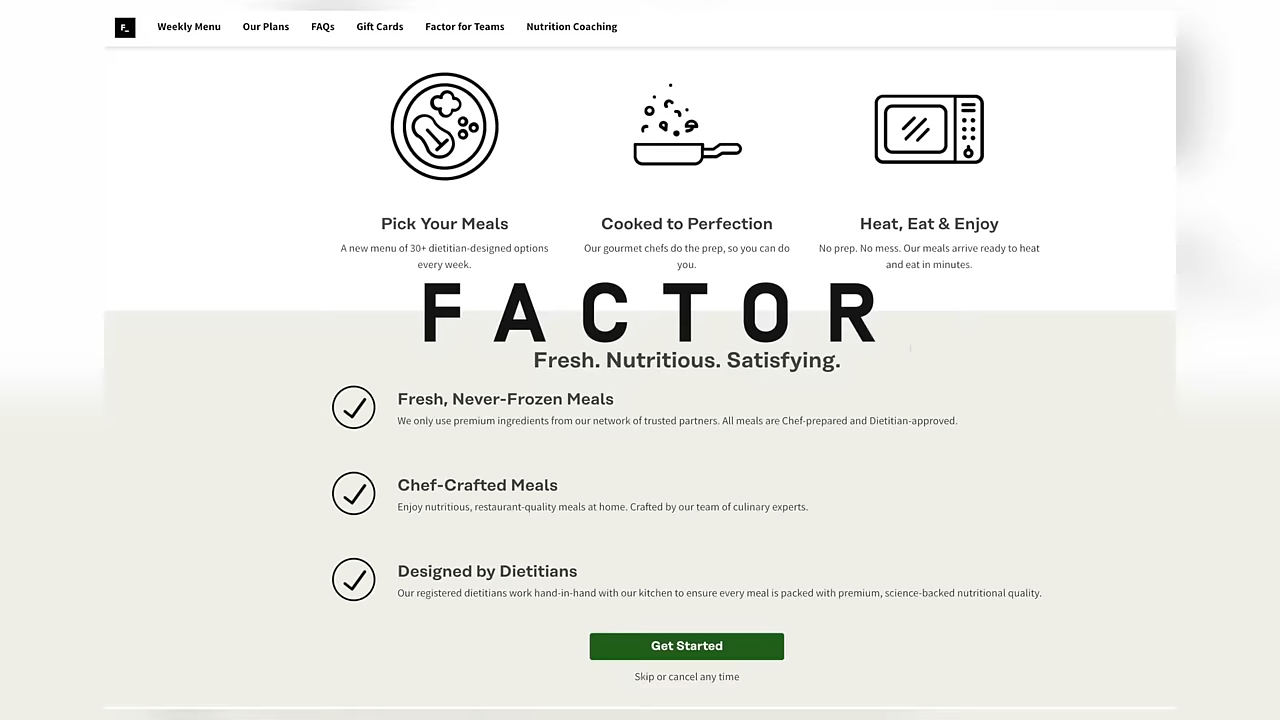 F_
Weekly Menu
Our Plans
FAQs
Gift Cards
Factor for Teams
Nutrition Coaching
Pick Your Meals
A new menu of 30+ dietitian-designed options
every week.
Cooked to Perfection
Our gourmet chefs do the prep, so you can do
you.
Heat, Eat & Enjoy
No prep. No mess. Our meals arrive ready to heat
and eat in minutes.
FACTOR
Fresh. Nutritious. Satisfying.
Fresh, Never-Frozen Meals
We only use premium ingredients from our network of trusted partners. All meals are Chef-prepared and Dietitian-approved.
Chef-Crafted Meals
Enjoy nutritious, restaurant-quality meals at home. Crafted by our team of culinary experts.
Designed by Dietitians
Our registered dietitians work hand-in-hand with our kitchen to ensure every meal is packed with premium, science-backed nutritional quality.
Get Started
Skip or cancel any time